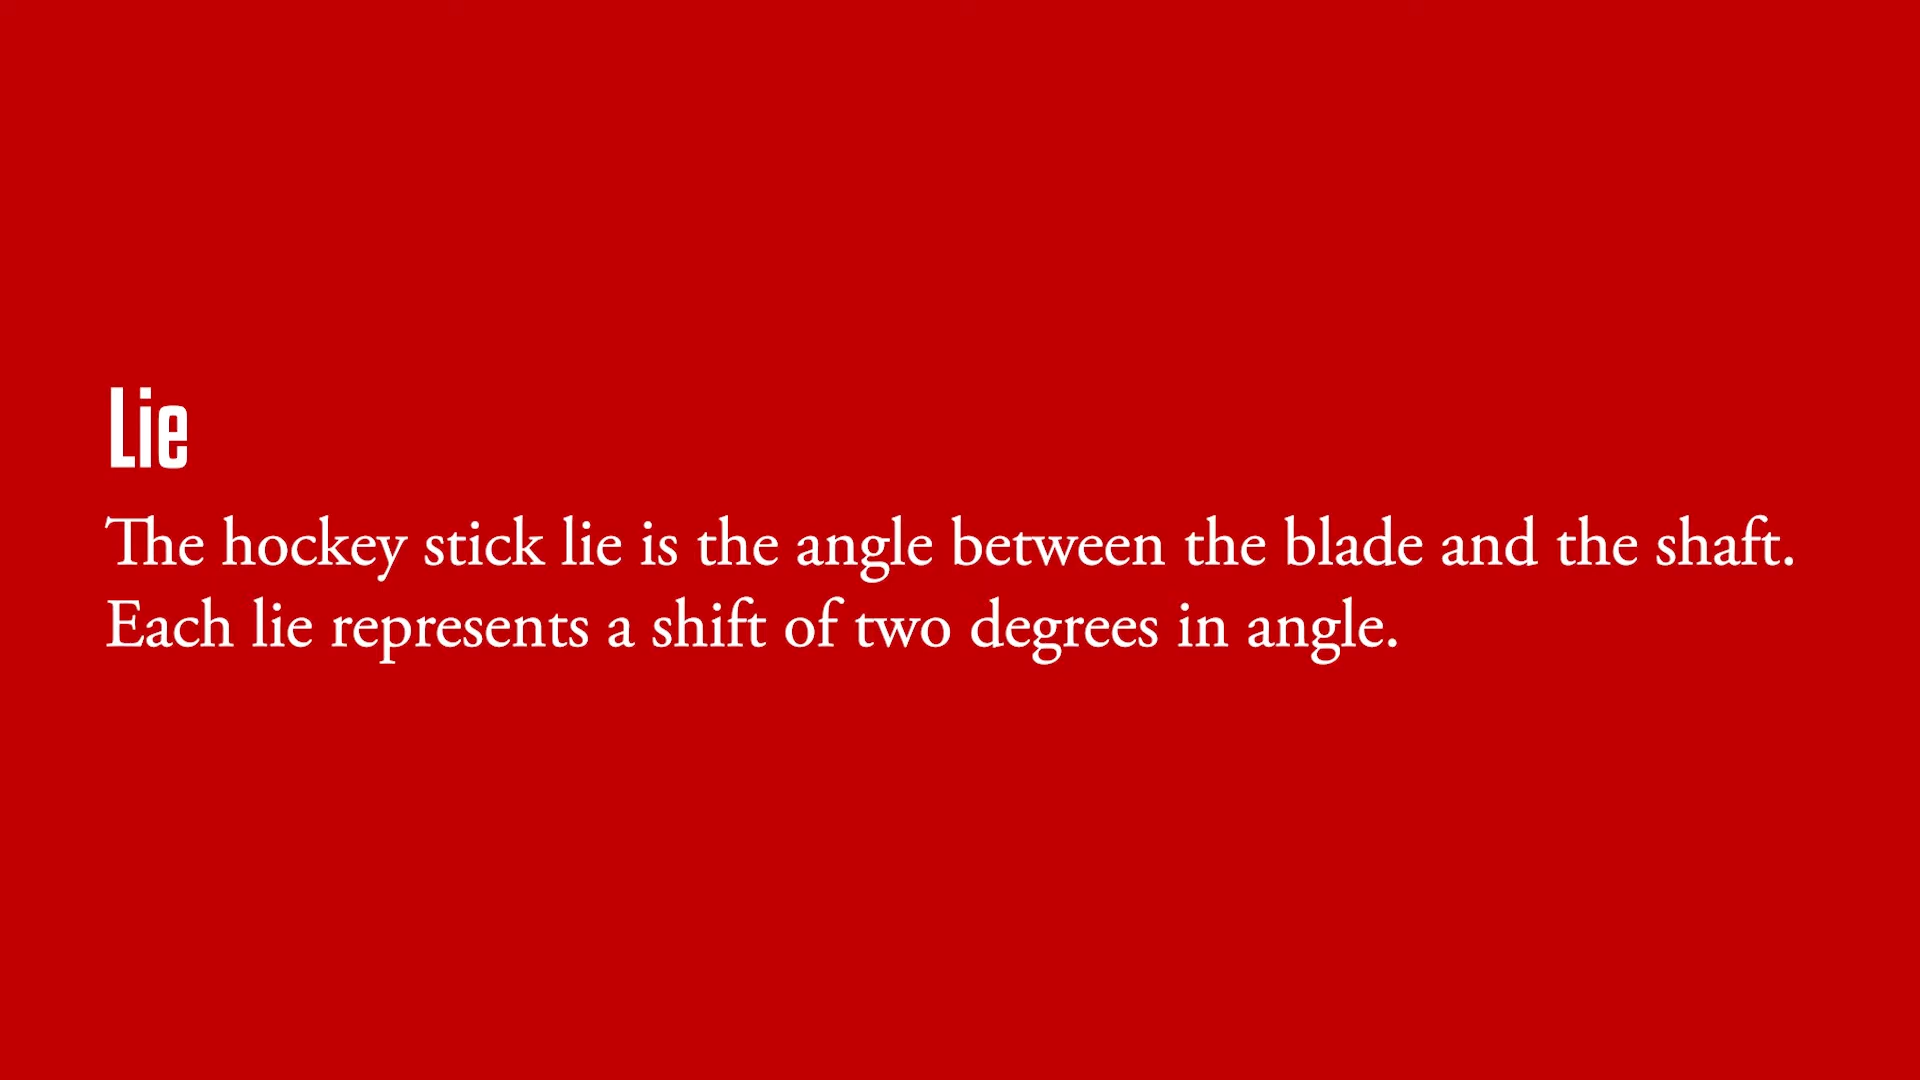 Lie
The hockey stick lie is the angle between the blade and the shaft.
Each lie represents a shift of two degrees in angle.